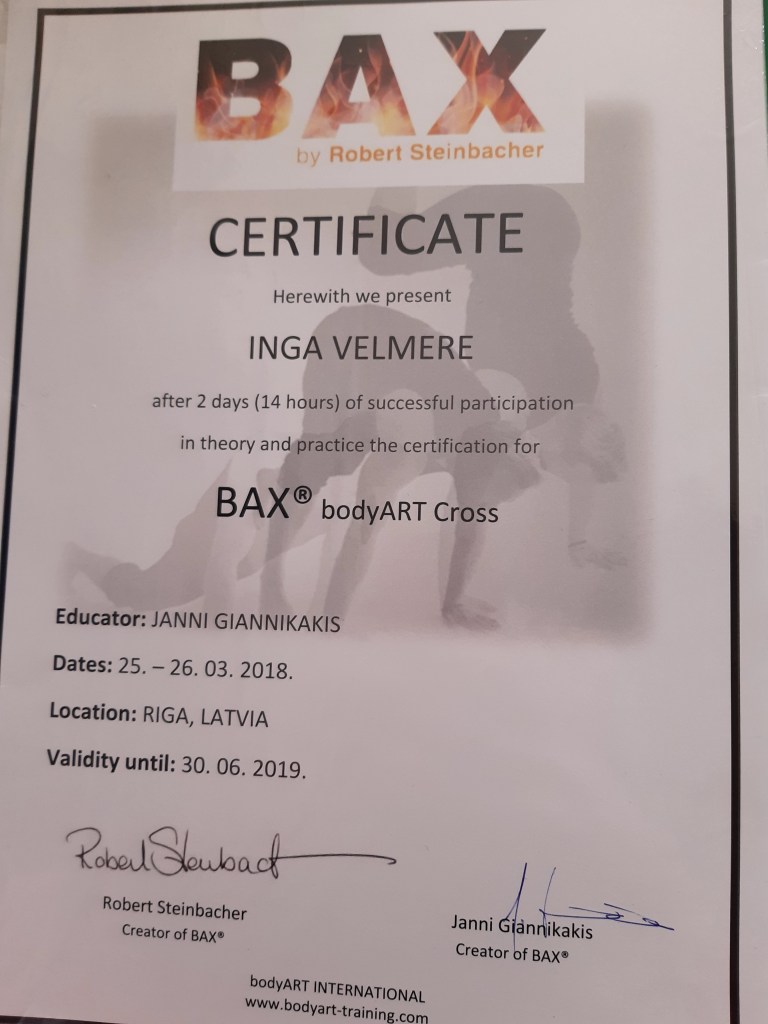 BAX
by Robert Steinbacher
CERTIFICATE
Herewith we present
INGA VELMERE
after 2 days (14 hours) of successful participation
in theory and practice the certification for
BAX® bodyART Cross
Educator: JANNI GIANNIKAKIS
Dates: 25. – 26. 03. 2018.
Location: RIGA, LATVIA
Validity until: 30. 06. 2019.
Robert Steinbacher
Creator of BAX®
Janni Giannikakis
Creator of BAX®
bodyART INTERNATIONAL
www.bodyart-training.com